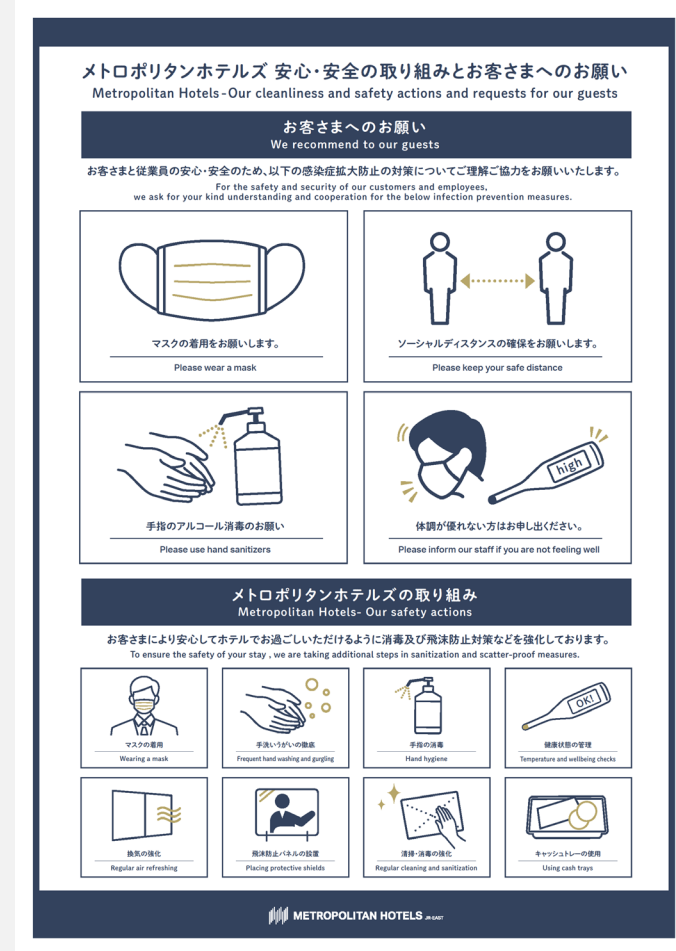 メトロポリタンホテルズ 安心・安全の取り組みとお客さまへのお願い
Metropolitan Hotels-Our cleanliness and safety actions and requests for our guests
お客さまへのお願い
We recommend to our guests
お客さまと従業員の安心・安全のため、以下の感染症拡大防止の対策についてご理解ご協力をお願いいたします。
For the safety and security of our customers and employees,
we ask for your kind understanding and cooperation for the below infection prevention measures.
マスクの着用をお願いします。
Please wear a mask
ソーシャルディスタンスの確保をお願いします。
Please keep your safe distance
手指のアルコール消毒のお願い
Please use hand sanitizers
high
体調が優れない方はお申し出ください。
Please inform our staff if you are not feeling well
メトロポリタンホテルズの取り組み
Metropolitan Hotels- Our safety actions
お客さまにより安心してホテルでお過ごしいただけるように消毒及び飛沫防止対策などを強化しております。
To ensure the safety of your stay , we are taking additional steps in sanitization and scatter-proof measures.
マスクの着用
Wearing a mask
手洗いうがいの徹底
Frequent hand washing and gurgling
手指の消毒
Hand hygiene
OK!
健康状態の管理
Temperature and wellbeing checks
換気の強化
Regular air refreshing
飛沫防止パネルの設置
Placing protective shields
清掃・消毒の強化
Regular cleaning and sanitization
キャッシュトレーの使用
Using cash trays
METROPOLITAN HOTELS JR-EAST